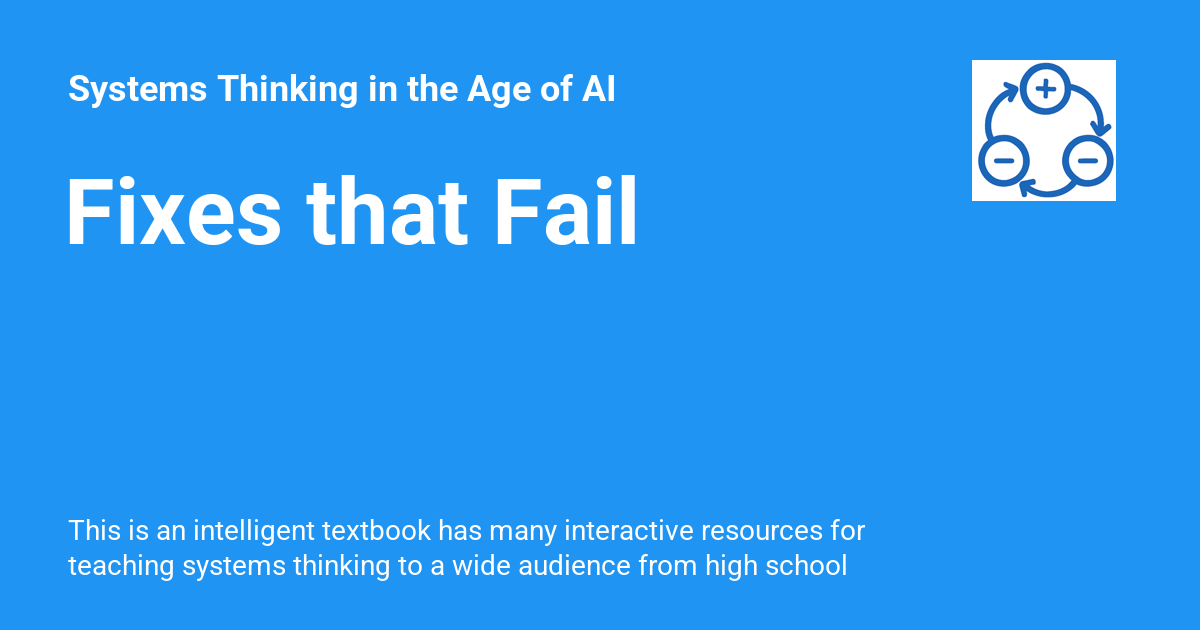 Systems Thinking in the Age of AI
Fixes that Fail
This is an intelligent textbook has many interactive resources for
teaching systems thinking to a wide audience from high school